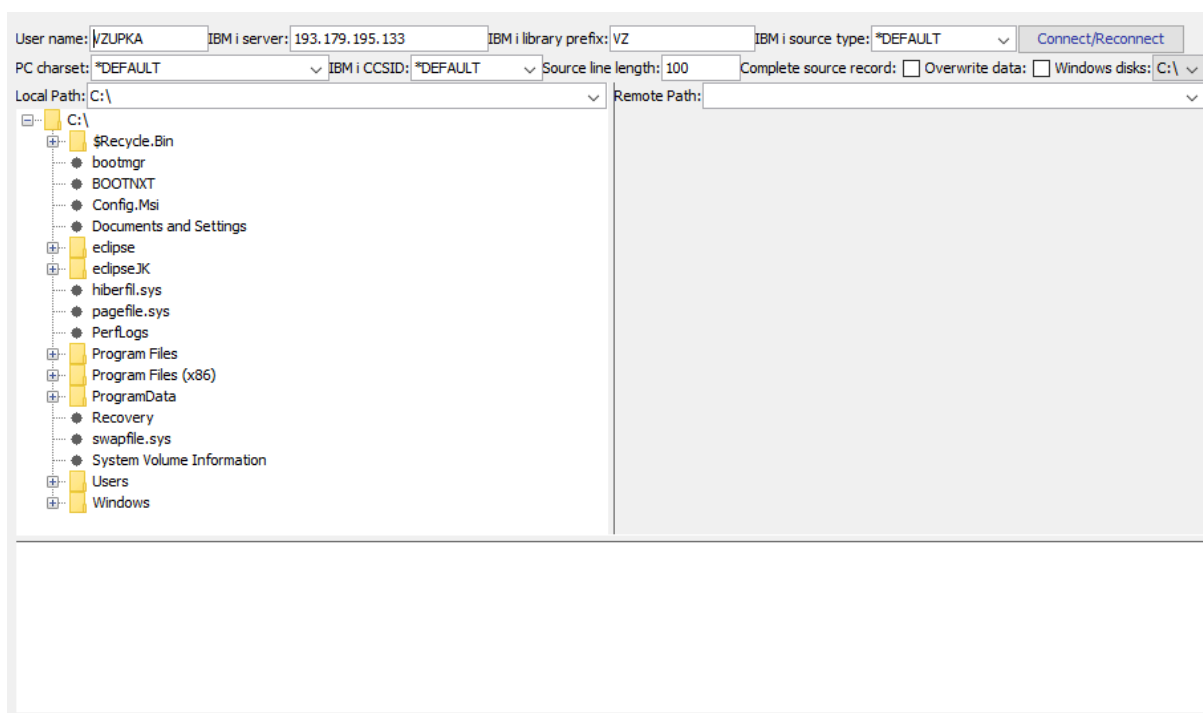 User name: VZUPKA IBM i server: 193.179.195.133 IBM i library prefix: VZ IBM i source type: *DEFAULT Connect/Reconnect
PC charset: *DEFAULT IBM i CCSID: *DEFAULT Source line length: 100 Complete source record: Overwrite data: Windows disks: C:\
Local Path: C:\ Remote Path:
C:\
$Recycle.Bin
bootmgr
BOOTNXT
Config.Msi
Documents and Settings
eclipse
eclipseJK
hiberfil.sys
pagefile.sys
PerfLogs
Program Files
Program Files (x86)
ProgramData
Recovery
swapfile.sys
System Volume Information
Users
Windows